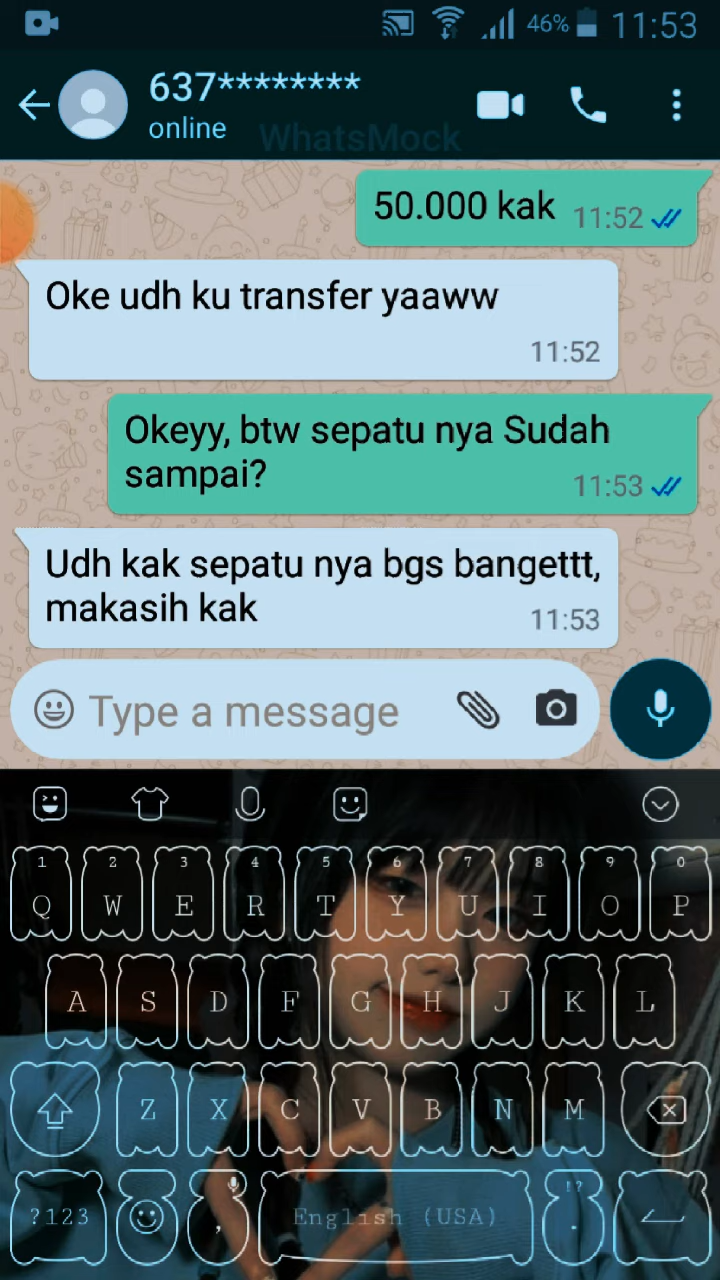 46% 11:53
637********
online
WhatsMock
50.000 kak 11:52
Oke udh ku transfer yaaww
11:52
Okeyy, btw sepatu nya Sudah
sampai? 11:53
Udh kak sepatu nya bgs bangettt,
makasih kak 11:53
Type a message
1 2 3 4 5 6 7 8 9 0
Q W E R T Y U I O P
A S D F G H J K L
Z X C V B N M
!?
?123 , English (USA) .